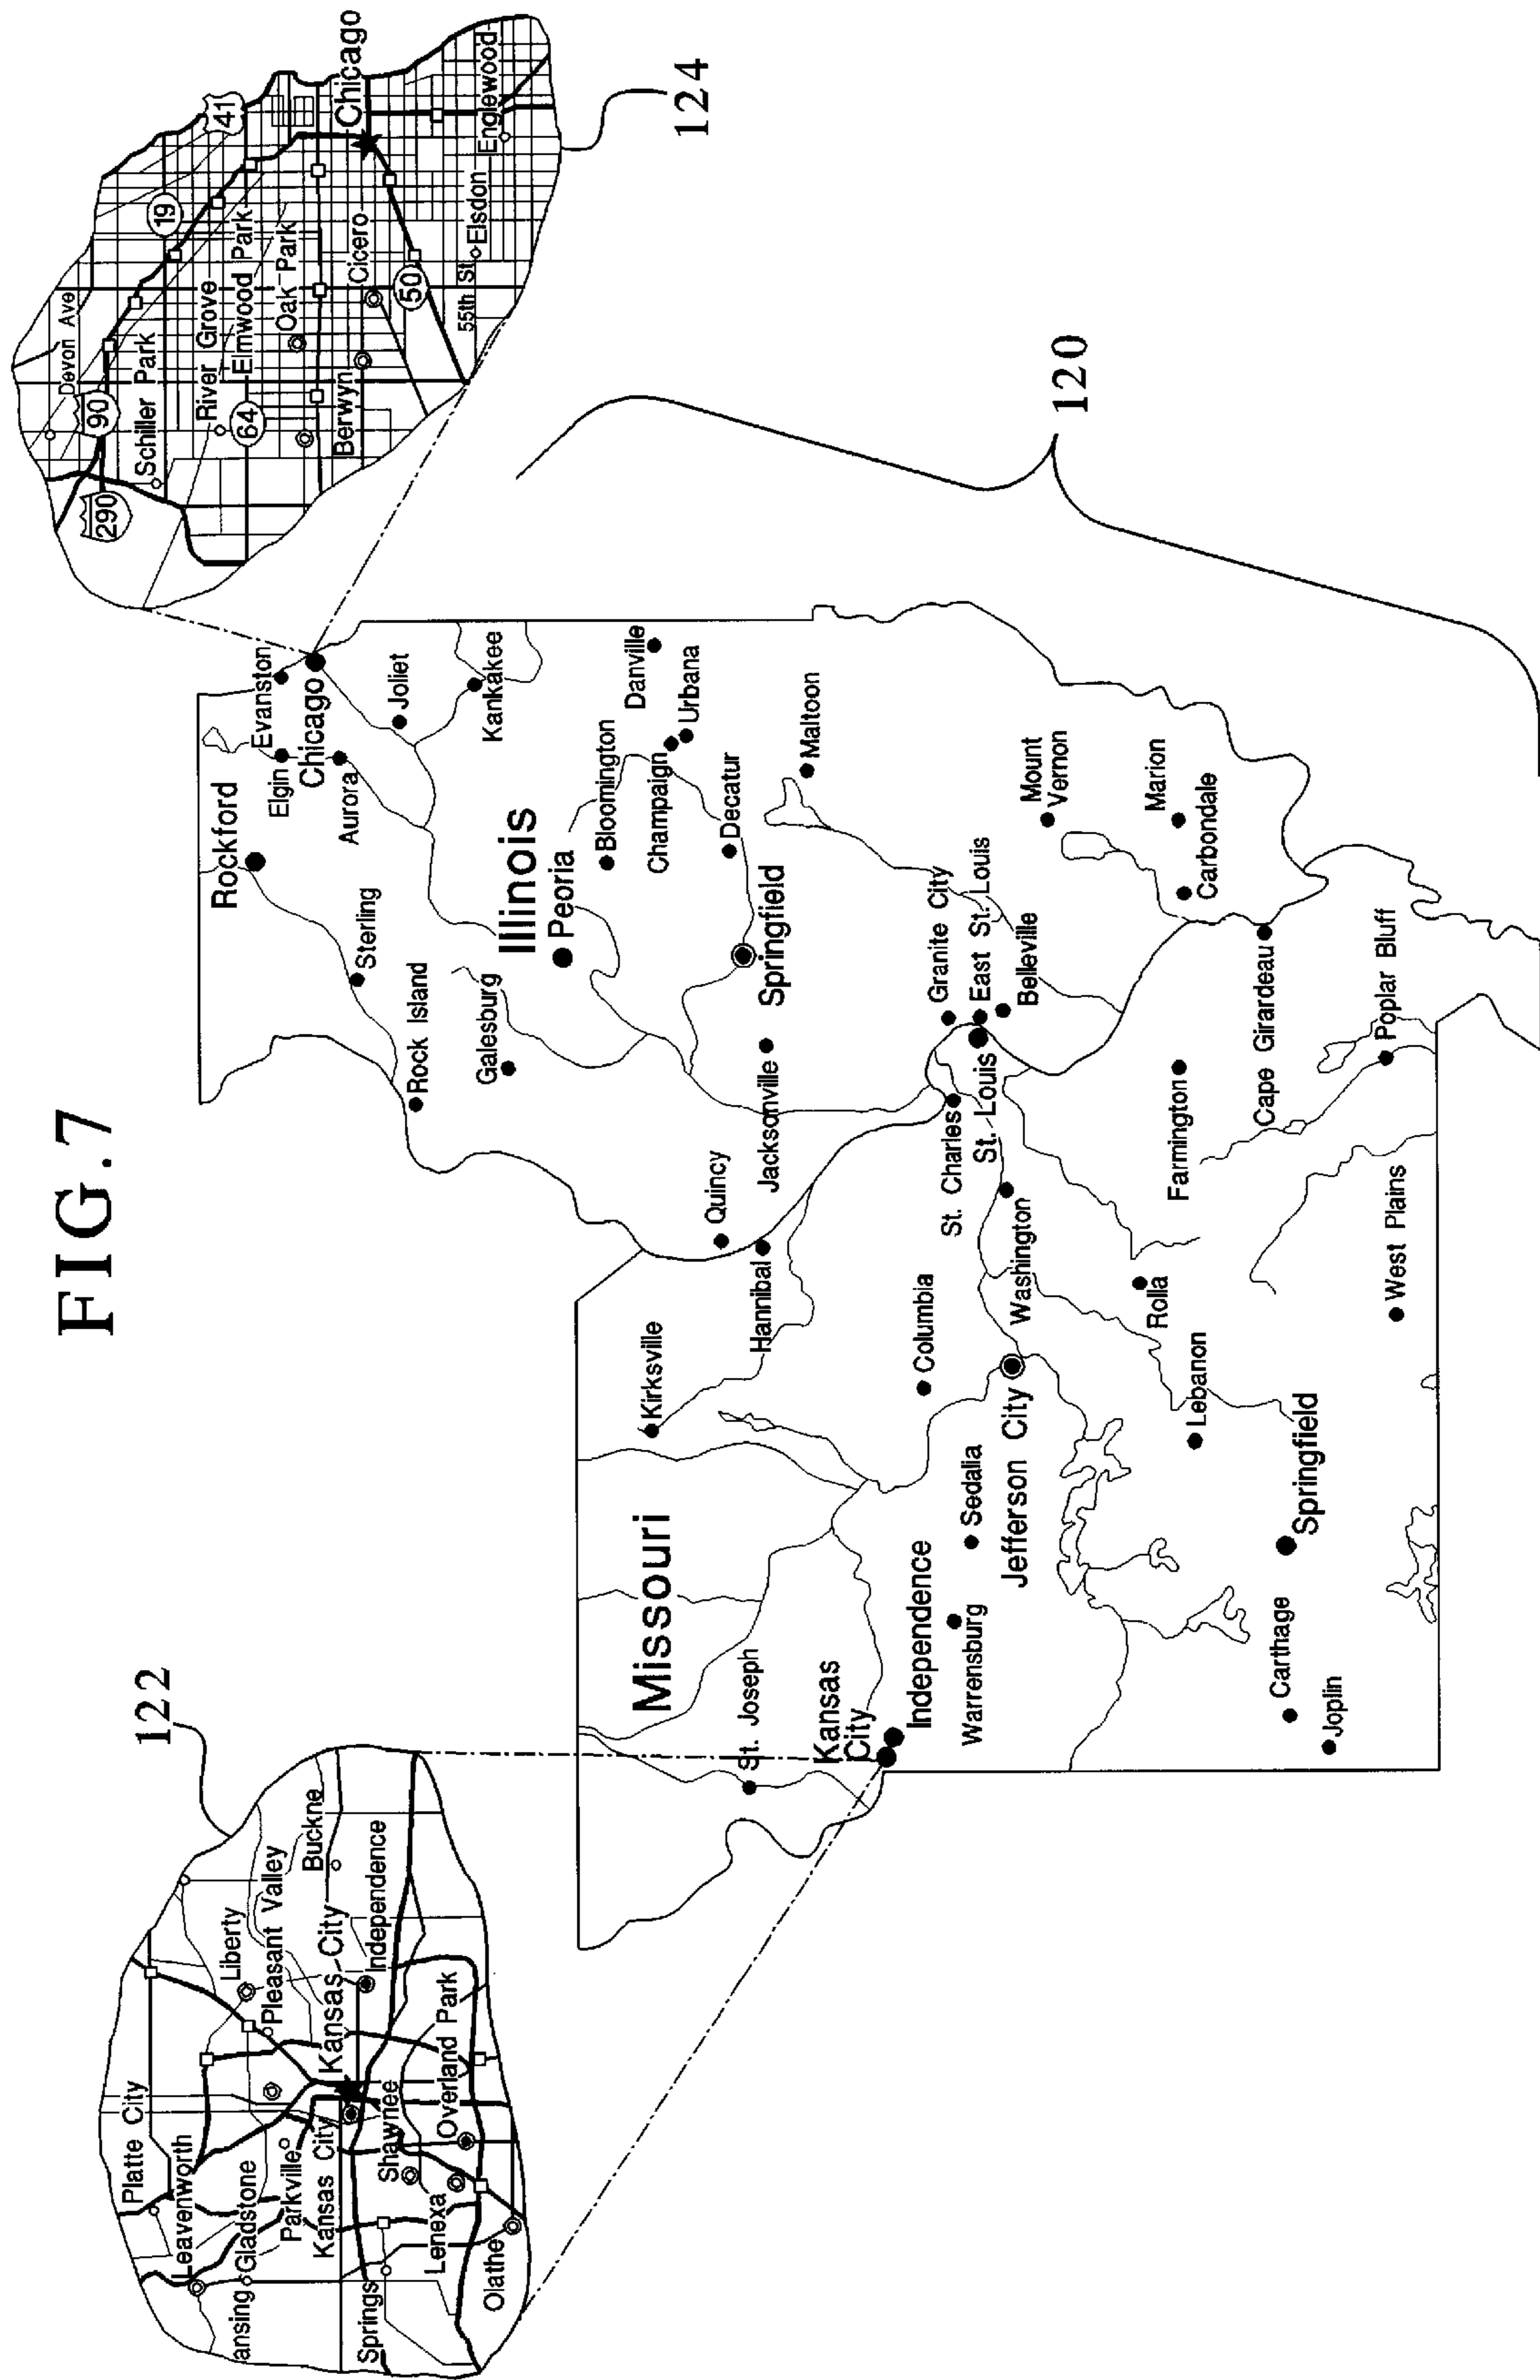 FIG.7
122
Platte City
Leavenworth
Liberty
ansing
Gladstone
Pleasant Valley
Parkville
Buckne
Kansas City
Kansas City
Independence
Springs
Shawnee
Lenexa
Overland Park
Olathe
Devon Ave
90
290
Schiller Park
19
41
River Grove
64
Elmwood Park
Oak Park
Berwyn
Cicero
Chicago
50
55th St
Elsdon
Englewood
124
120
Rockford
Evanston
Elgin
Chicago
Aurora
Sterling
Joliet
Rock Island
Kankakee
Galesburg
Illinois
Peoria
Bloomington
Danville
Champaign
Urbana
Decatur
Quincy
Springfield
Jacksonville
Maltoon
Granite City
East St. Louis
Belleville
Mount
Vernon
Marion
Carbondale
Missouri
Kirksville
St. Joseph
Hannibal
Kansas
City
Independence
Columbia
St. Charles
St. Louis
Warrensburg
Sedalia
Jefferson City
Washington
Rolla
Farmington
Lebanon
Cape Girardeau
Carthage
Springfield
Joplin
West Plains
Poplar Bluff